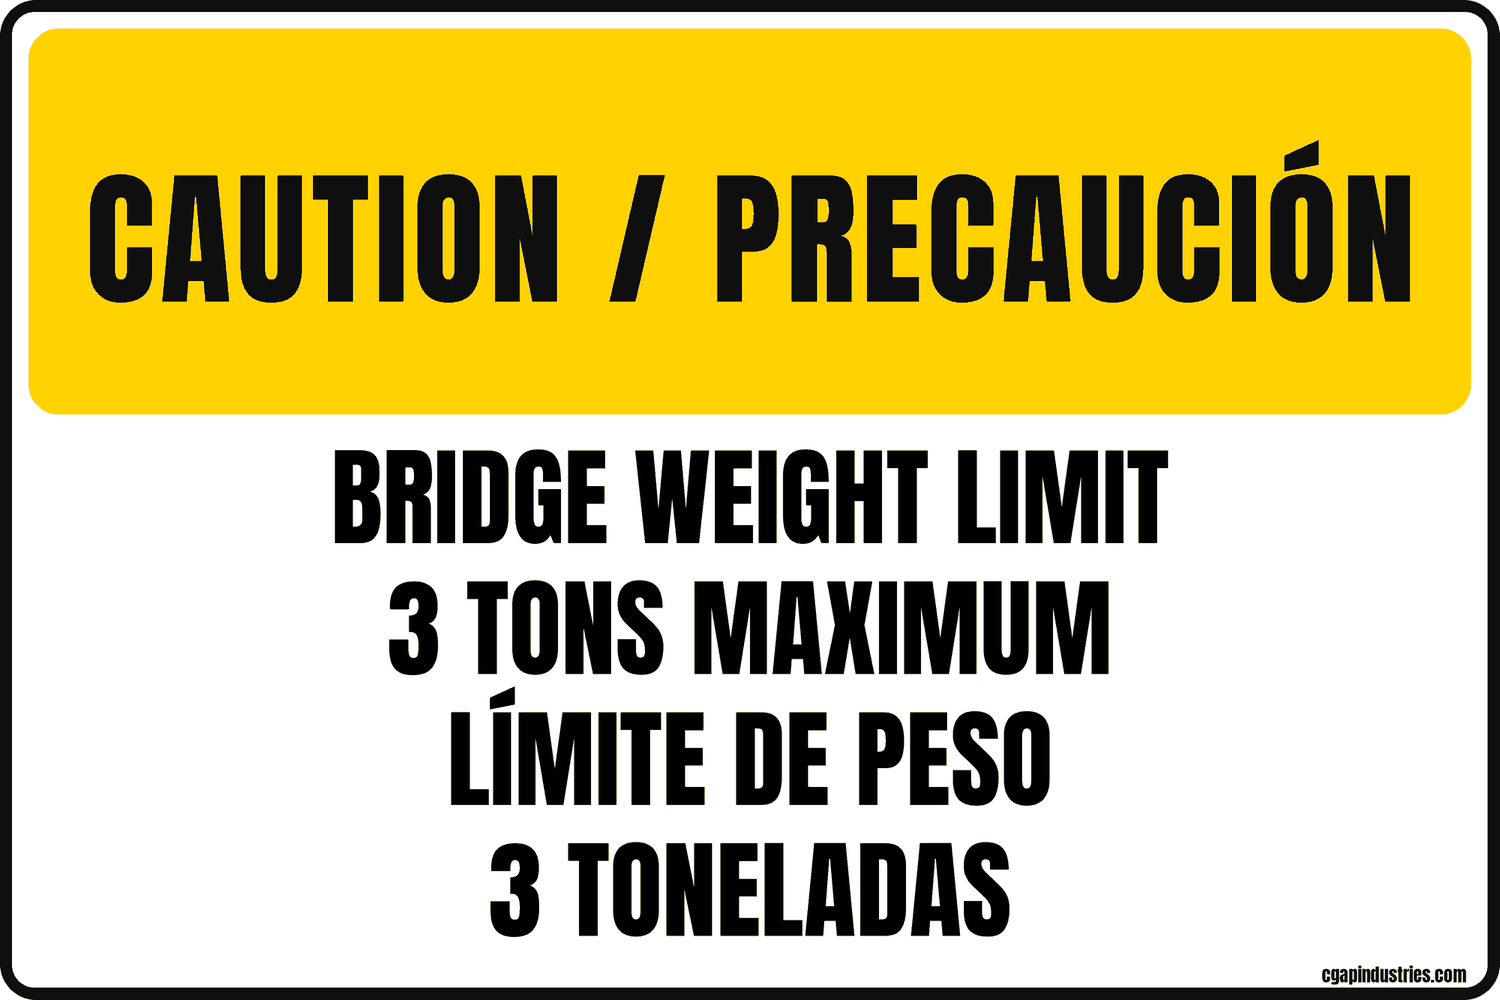 CAUTION / PRECAUCIÓN
BRIDGE WEIGHT LIMIT
3 TONS MAXIMUM
LÍMITE DE PESO
3 TONELADAS
cgapindustries.com